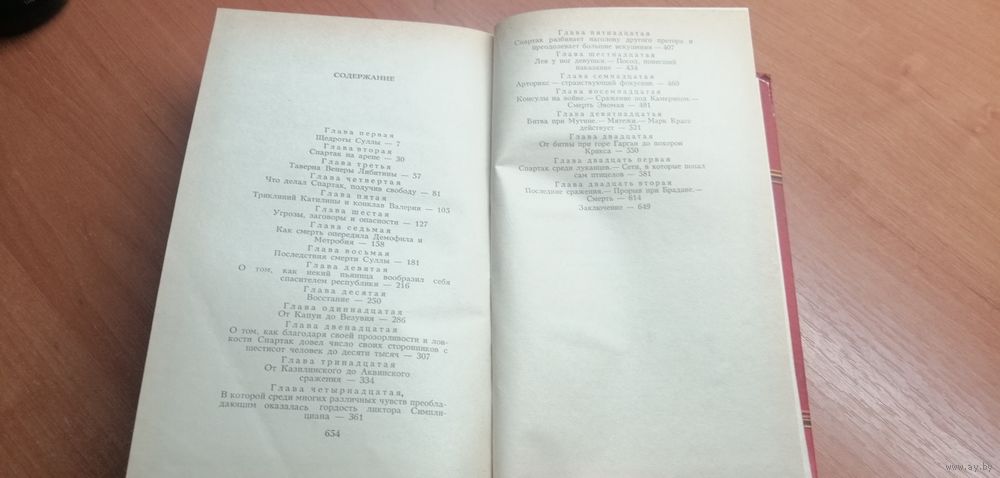 СОДЕРЖАНИЕ
Глава первая
Щедроты Суллы — 7
Глава вторая
Спартак на арене — 30
Глава третья
Таверна Венеры Либитины — 57
Глава четвертая
Что делал Спартак, получив свободу — 81
Глава пятая
Триклиний Катилины и конклав Валерии — 105
Глава шестая
Угрозы, заговоры и опасности — 127
Глава седьмая
Как смерть опередила Демофила и
Метробия — 158
Глава восьмая
Последствия смерти Суллы — 181
Глава девятая
О том, как некий пьяница вообразил себя
спасителем республики — 216
Глава десятая
Восстание — 250
Глава одиннадцатая
От Капуи до Везувия — 286
Глава двенадцатая
О том, как благодаря своей прозорливости и лов-
кости Спартак довел число своих сторонников с
шестисот человек до десяти тысяч — 307
Глава тринадцатая
От Казилинского до Аквинского
сражения — 334
Глава четырнадцатая,
В которой среди многих различных чувств преобла-
дающим оказалась гордость ликтора Симпли-
циана — 361
654
Глава пятнадцатая
Спартак разбивает наголову другого претора и
преодолевает большие искушения — 407
Глава шестнадцатая
Лев у ног девушки.— Посол, понесший
наказание — 434
Глава семнадцатая
Арторикс — странствующий фокусник — 460
Глава восемнадцатая
Консулы на войне.— Сражение под Камерином.—
Смерть Эномая — 481
Глава девятнадцатая
Битва при Мутине.— Мятежи.— Марк Красс
действует — 521
Глава двадцатая
От битвы при горе Гарган до похорон
Крикса — 550
Глава двадцать первая
Спартак среди луканцев.— Сети, в которые попал
сам птицелов — 581
Глава двадцать вторая
Последние сражения.— Прорыв при Брадане.—
Смерть — 614
Заключение — 649
www.ay.by